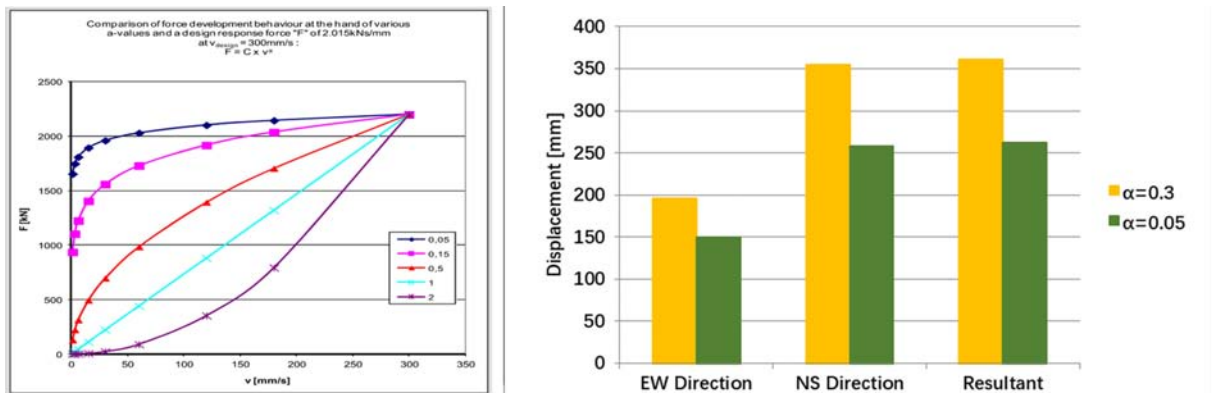 Comparison of force development behaviour at the hand of various
a-values and a design response force "F" of 2.015kNs/mm
at vdesign = 300mm/s :
F = C x vᵃ
2500
2000
1500
1000
500
0
F [kN]
0,05
0,15
0,5
1
2
0
50
100
150
200
250
300
350
v [mm/s]
400
350
300
250
200
150
100
50
0
Displacement [mm]
EW Direction
NS Direction
Resultant
α=0.3
α=0.05